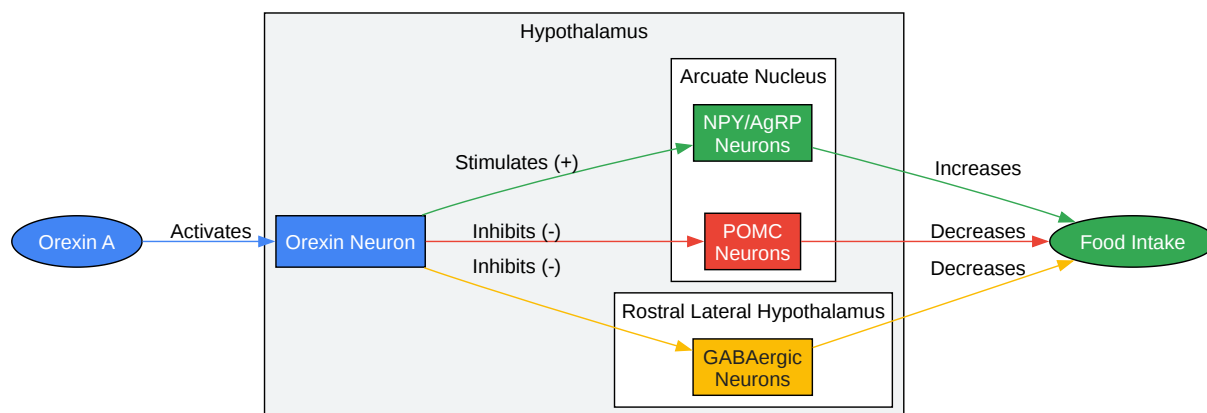 Hypothalamus
Arcuate Nucleus
NPY/AgRP
Neurons
Stimulates (+)
Increases
Orexin A
Activates
Orexin Neuron
Inhibits (-)
POMC
Neurons
Decreases
Food Intake
Inhibits (-)
Decreases
Rostral Lateral Hypothalamus
GABAergic
Neurons